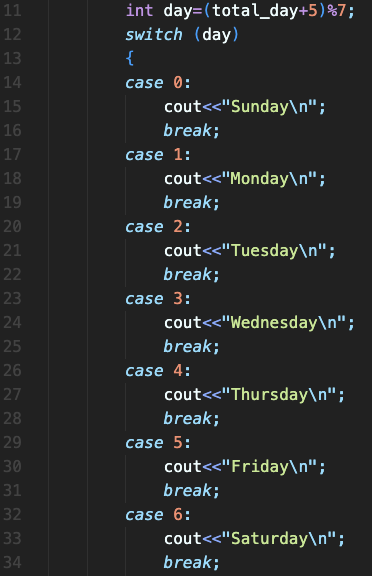 11 int day=(total_day+5)%7;
12 switch (day)
13 {
14 case 0:
15 cout<<"Sunday\n";
16 break;
17 case 1:
18 cout<<"Monday\n";
19 break;
20 case 2:
21 cout<<"Tuesday\n";
22 break;
23 case 3:
24 cout<<"Wednesday\n";
25 break;
26 case 4:
27 cout<<"Thursday\n";
28 break;
29 case 5:
30 cout<<"Friday\n";
31 break;
32 case 6:
33 cout<<"Saturday\n";
34 break;